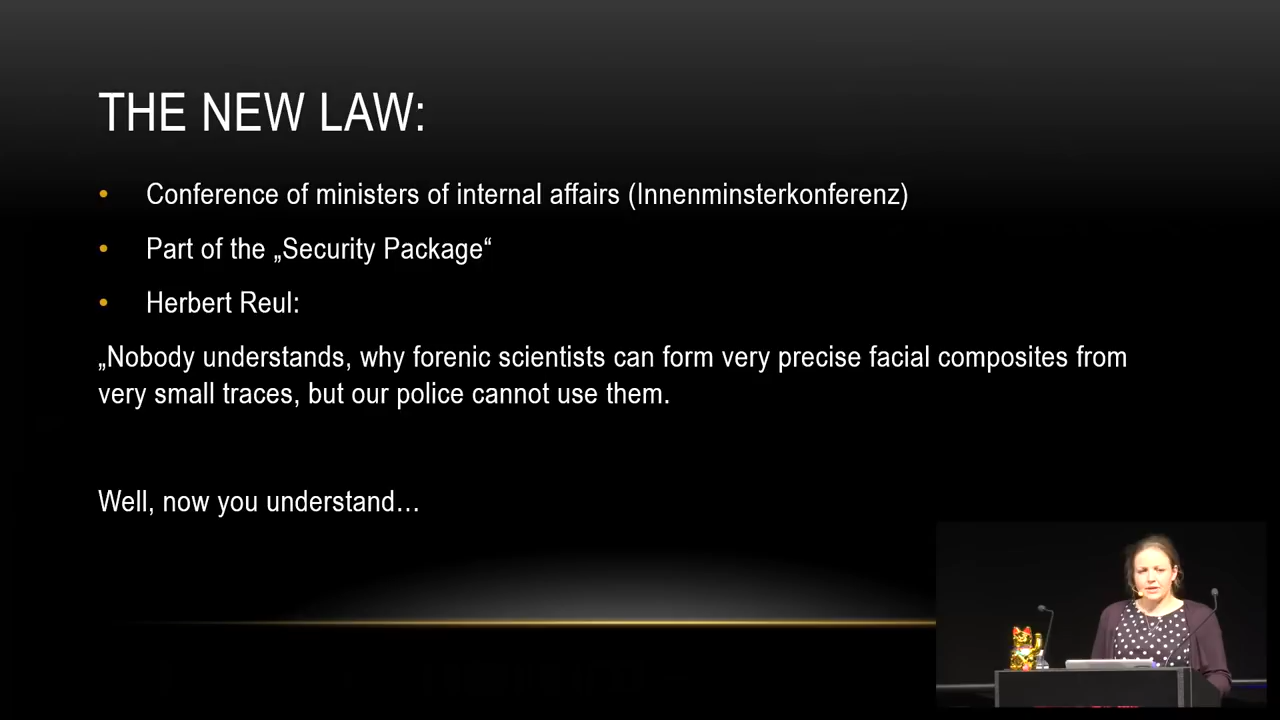 THE NEW LAW:
• Conference of ministers of internal affairs (Innenminsterkonferenz)
• Part of the „Security Package“
• Herbert Reul:
„Nobody understands, why forenic scientists can form very precise facial composites from
very small traces, but our police cannot use them.
Well, now you understand…